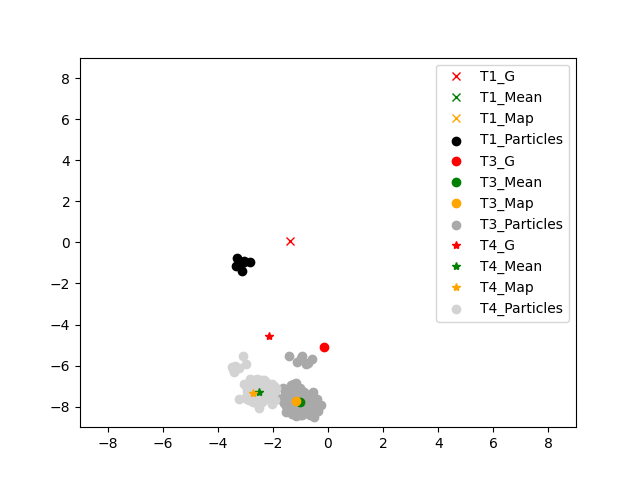 8
6
4
2
0
−2
−4
−6
−8
−8 −6 −4 −2 0 2 4 6 8
T1_G
T1_Mean
T1_Map
T1_Particles
T3_G
T3_Mean
T3_Map
T3_Particles
T4_G
T4_Mean
T4_Map
T4_Particles